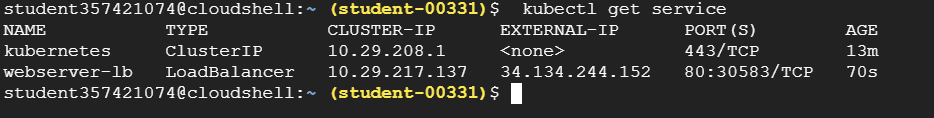 student357421074@cloudshell:~ (student-00331)$  kubectl get service
NAME           TYPE           CLUSTER-IP      EXTERNAL-IP      PORT(S)        AGE
kubernetes     ClusterIP      10.29.208.1     <none>           443/TCP        13m
webserver-lb   LoadBalancer   10.29.217.137   34.134.244.152   80:30583/TCP   70s
student357421074@cloudshell:~ (student-00331)$